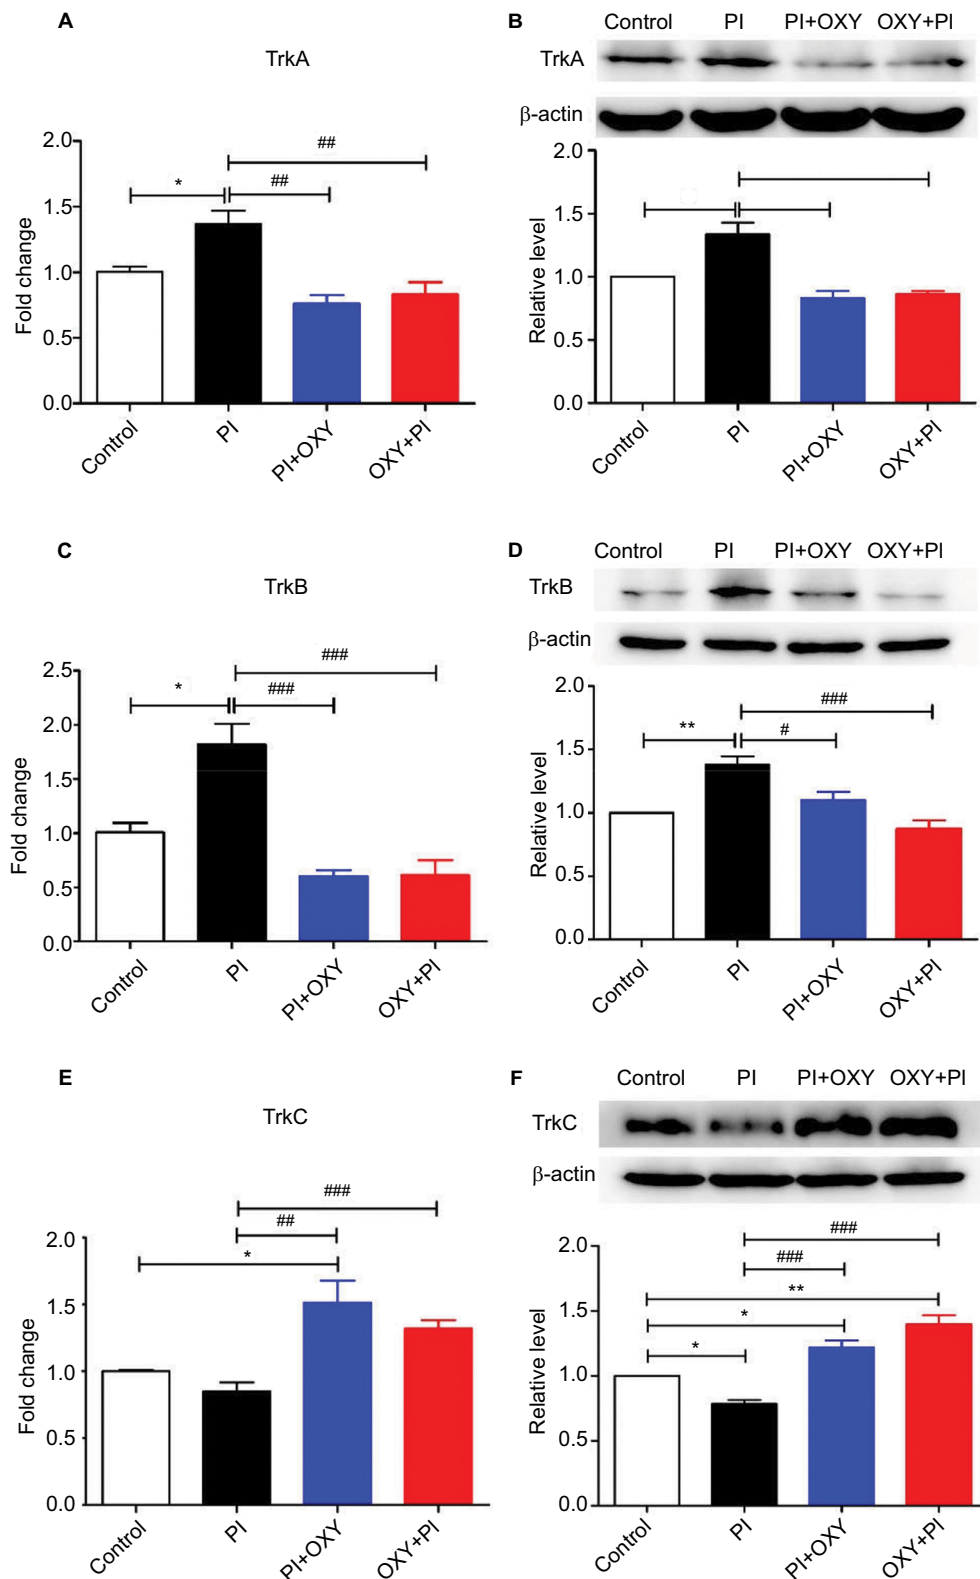 A
TrkA
2.0
1.5
1.0
0.5
0.0
Fold change
*
##
##
Control
PI
PI+OXY
OXY+PI
B
Control PI PI+OXY OXY+PI
TrkA
β-actin
2.0
1.5
1.0
0.5
0.0
Relative level
Control
PI
PI+OXY
OXY+PI
C
TrkB
2.5
2.0
1.5
1.0
0.5
0.0
Fold change
*
###
###
Control
PI
PI+OXY
OXY+PI
D
Control PI PI+OXY OXY+PI
TrkB
β-actin
2.0
1.5
1.0
0.5
0.0
Relative level
**
#
###
Control
PI
PI+OXY
OXY+PI
E
TrkC
2.0
1.5
1.0
0.5
0.0
Fold change
###
##
*
Control
PI
PI+OXY
OXY+PI
F
Control PI PI+OXY OXY+PI
TrkC
β-actin
2.0
1.5
1.0
0.5
0.0
Relative level
###
###
**
*
*
Control
PI
PI+OXY
OXY+PI